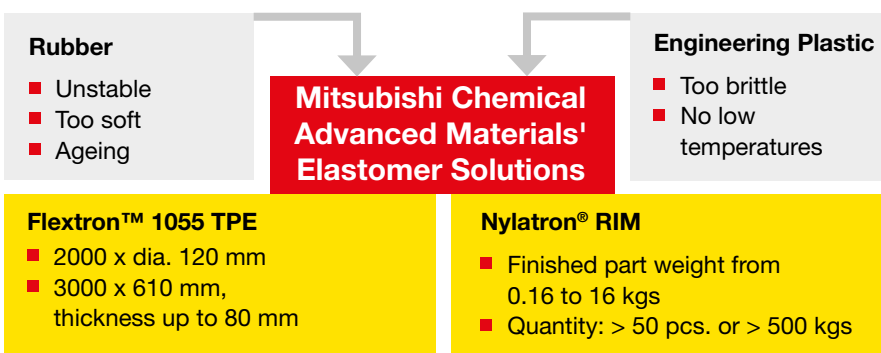 Rubber
Unstable
Too soft
Ageing
Mitsubishi Chemical
Advanced Materials'
Elastomer Solutions
Engineering Plastic
Too brittle
No low
temperatures
Flextron™ 1055 TPE
2000 x dia. 120 mm
3000 x 610 mm,
thickness up to 80 mm
Nylatron® RIM
Finished part weight from
0.16 to 16 kgs
Quantity: > 50 pcs. or > 500 kgs